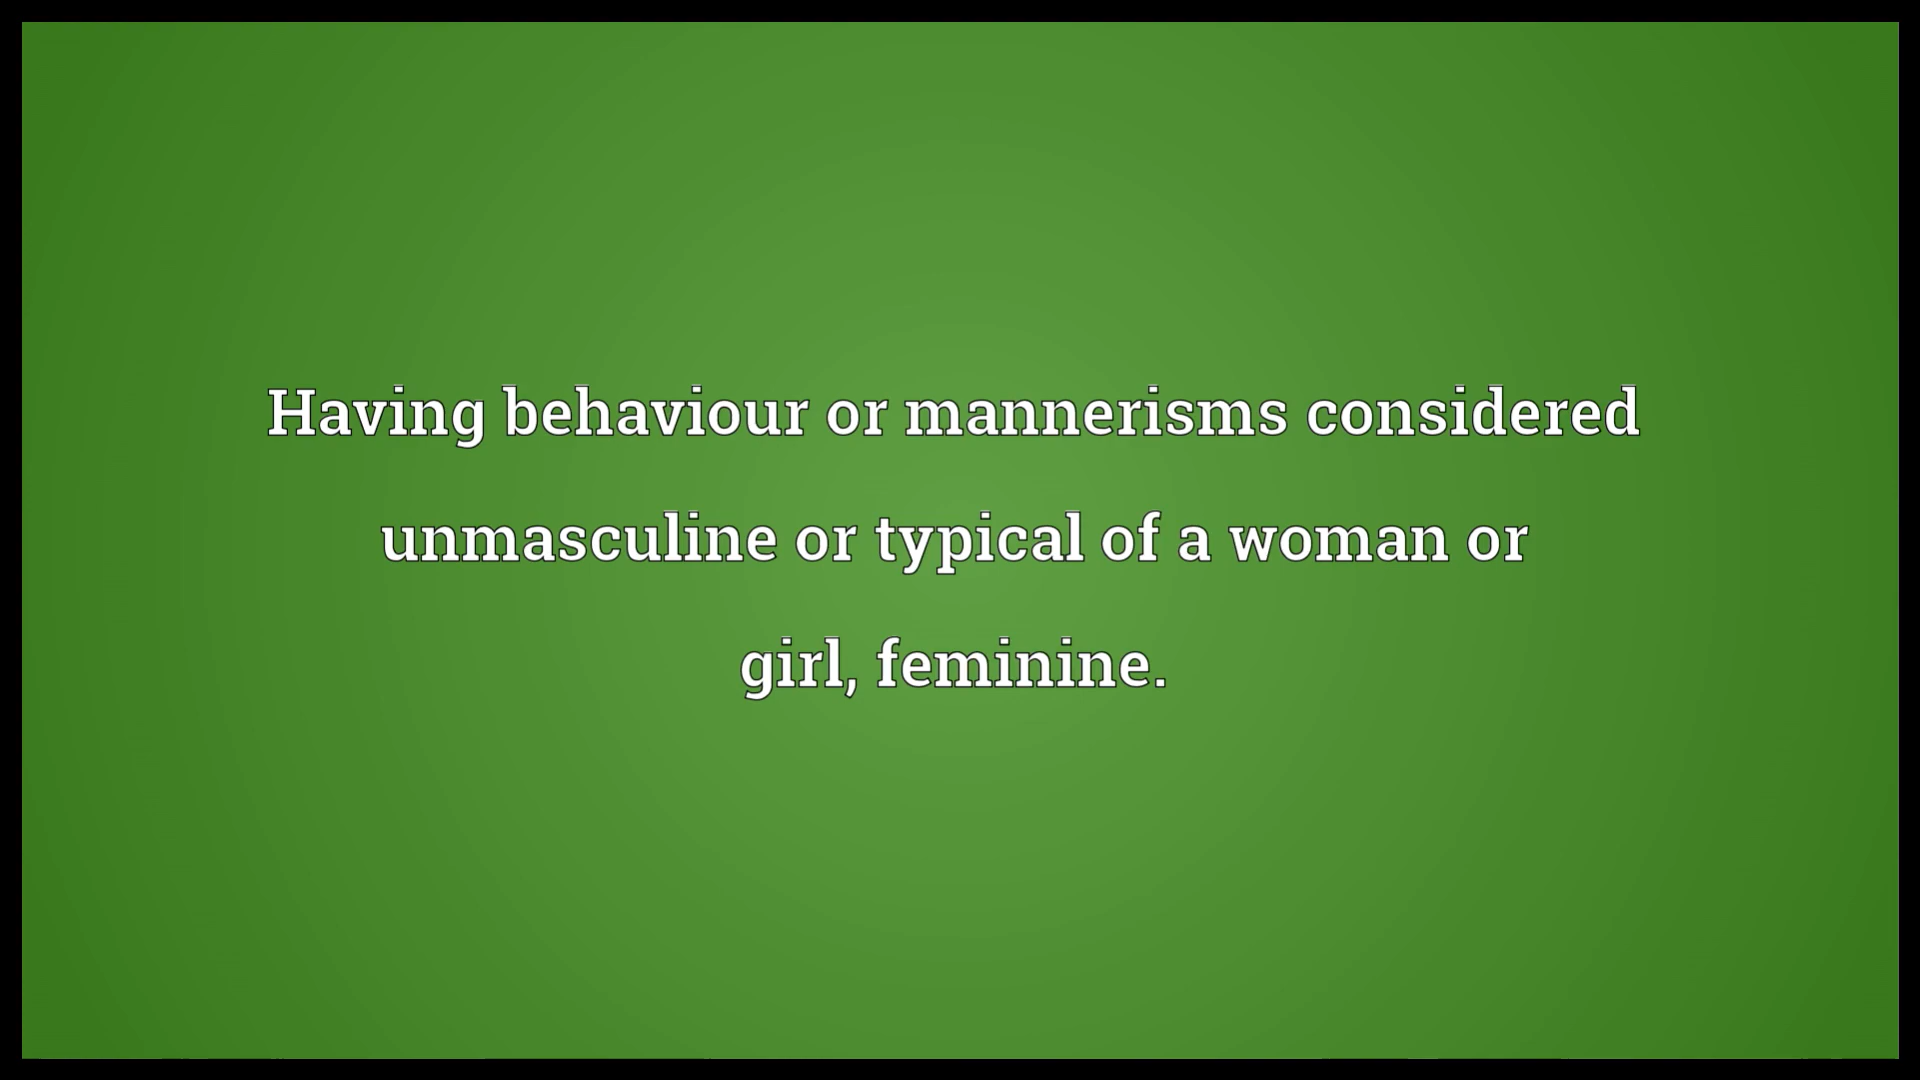 Having behaviour or mannerisms considered
unmasculine or typical of a woman or
girl, feminine.